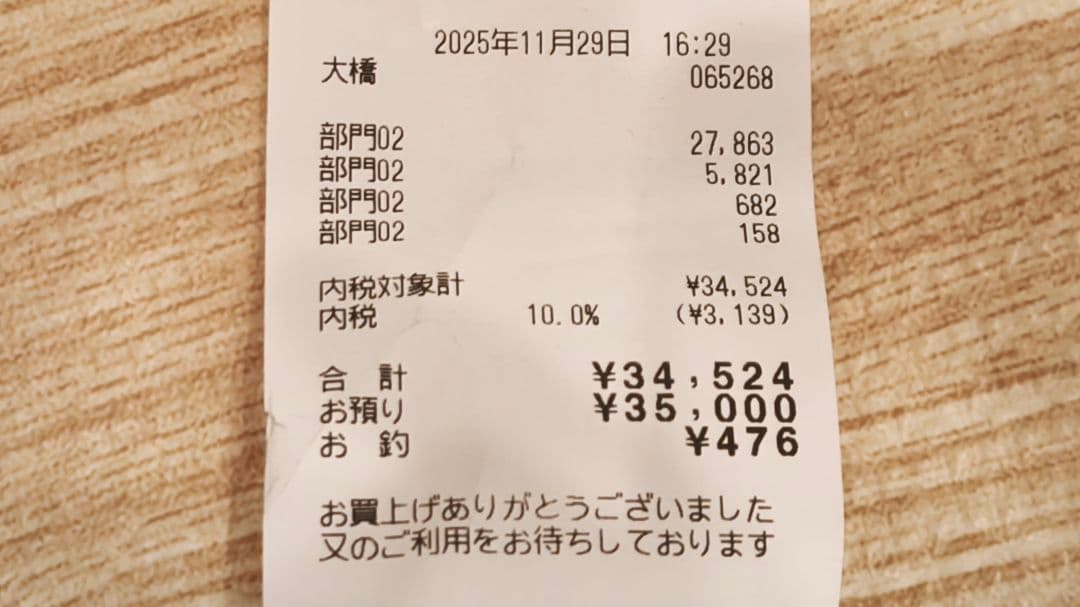 2025年11月29日 16:29
大橋 065268
部門02 27,863
部門02 5,821
部門02 682
部門02 158
内税対象計 ¥34,524
内税 10.0% (¥3,139)
合 計 ¥34,524
お預り ¥35,000
お 釣 ¥476
お買上げありがとうございました
又のご利用をお待ちしております